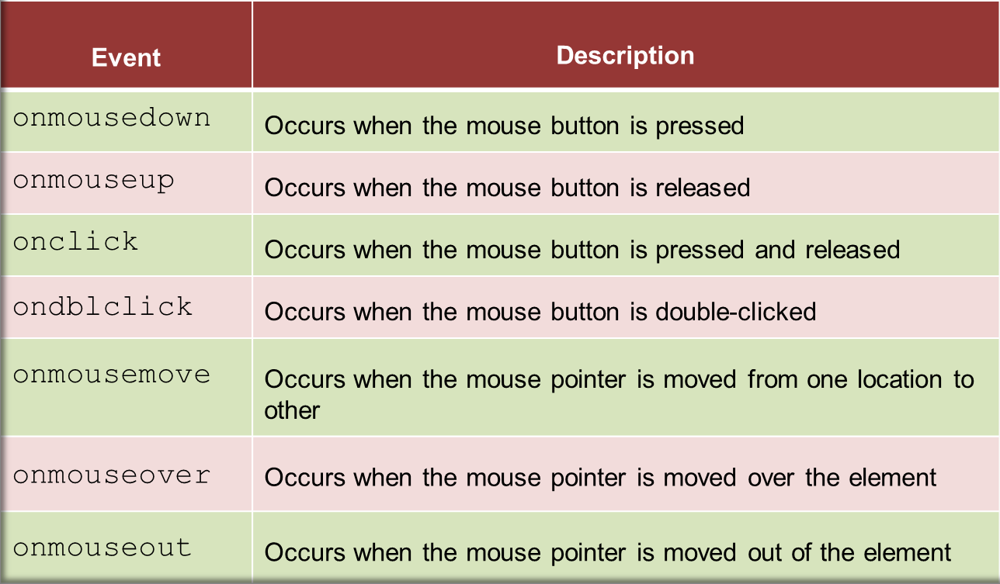 Event Description
onmousedown Occurs when the mouse button is pressed
onmouseup Occurs when the mouse button is released
onclick Occurs when the mouse button is pressed and released
ondblclick Occurs when the mouse button is double-clicked
onmousemove Occurs when the mouse pointer is moved from one location to
other
onmouseover Occurs when the mouse pointer is moved over the element
onmouseout Occurs when the mouse pointer is moved out of the element